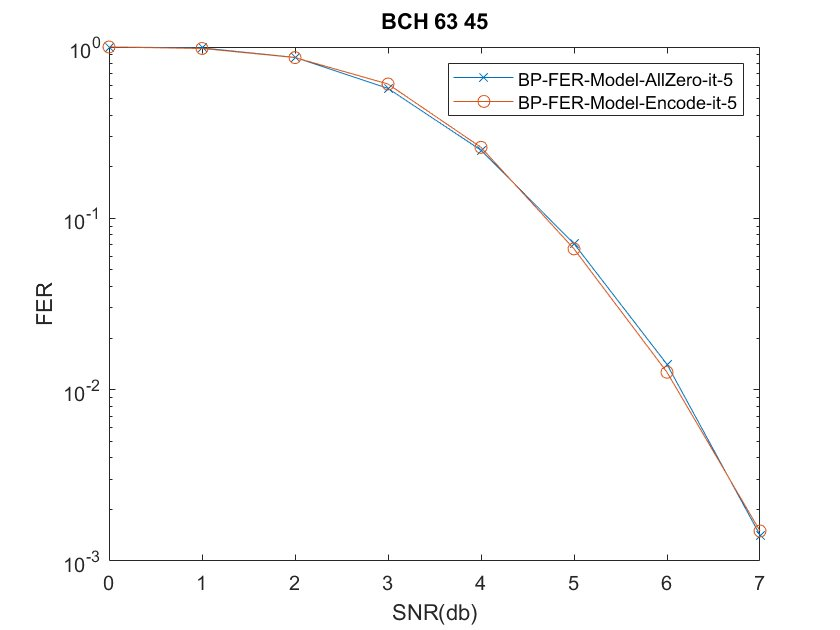 BCH 63 45
BP-FER-Model-AllZero-it-5
BP-FER-Model-Encode-it-5
10^0
10^-1
10^-2
10^-3
FER
0 1 2 3 4 5 6 7
SNR(db)